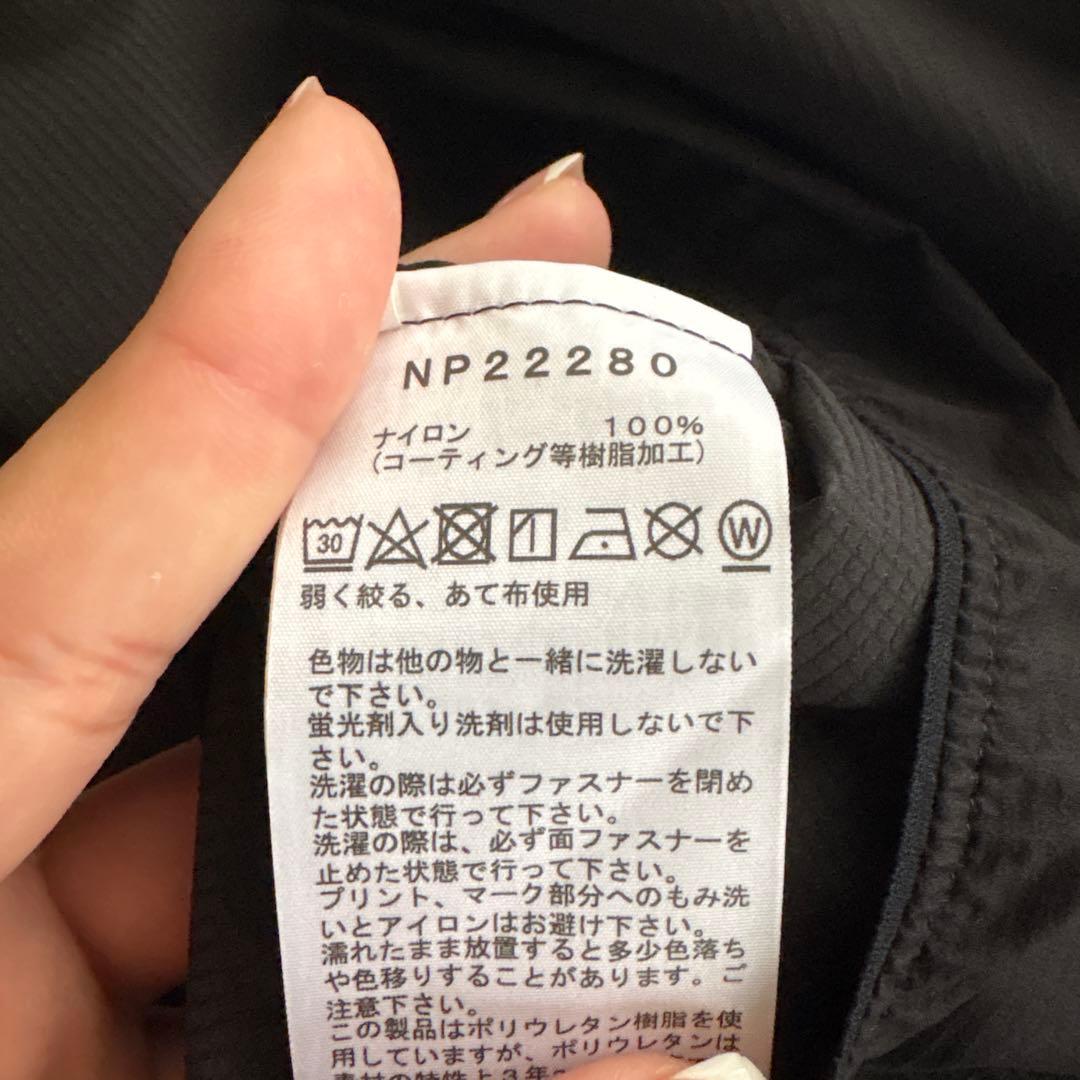 NP22280
ナイロン 100%
(コーティング等樹脂加工)
30 W
弱く絞る、あて布使用
色物は他の物と一緒に洗濯しない
で下さい。
蛍光剤入り洗剤は使用しないで下
さい。
洗濯の際は必ずファスナーを閉め
た状態で行って下さい。
洗濯の際は、必ず面ファスナーを
止めた状態で行って下さい。
プリント、マーク部分へのもみ洗
いとアイロンはお避け下さい。
濡れたまま放置すると多少色落ち
や色移りすることがあります。ご
注意下さい。
この製品はポリウレタン樹脂を使
用していますが、ポリウレタンは
素材の特性上3年